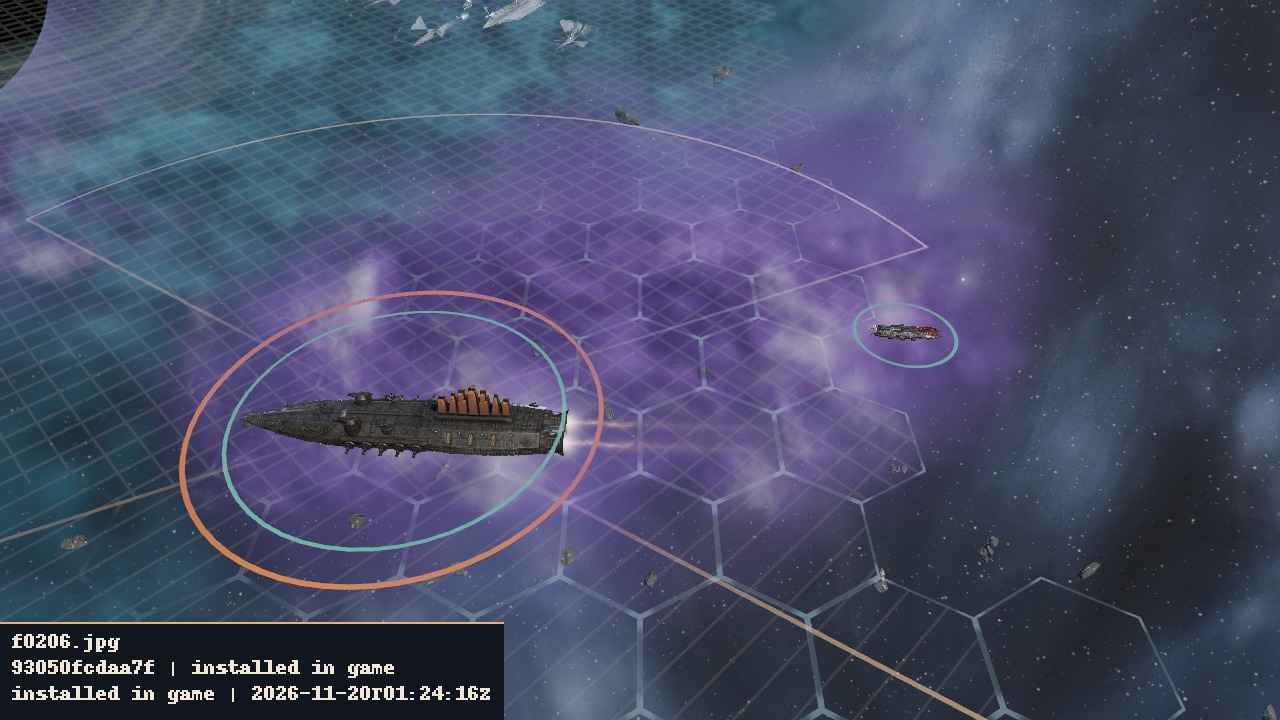 f0206.jpg
93050fcdaa7f | installed in game
installed in game | 2026-11-20T01:24:16Z